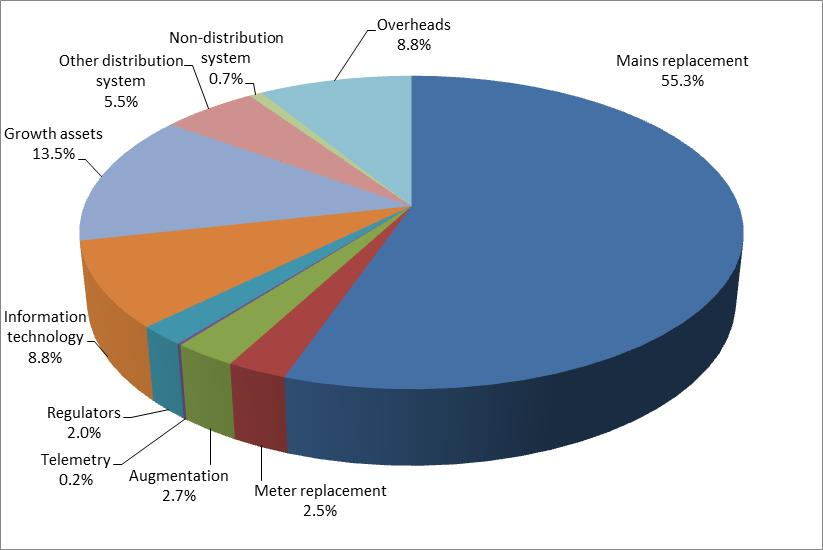 Overheads
8.8%
Mains replacement
55.3%
Non-distribution
system
0.7%
Other distribution
system
5.5%
Growth assets
13.5%
Information
technology
8.8%
Regulators
2.0%
Telemetry
0.2%
Augmentation
2.7%
Meter replacement
2.5%